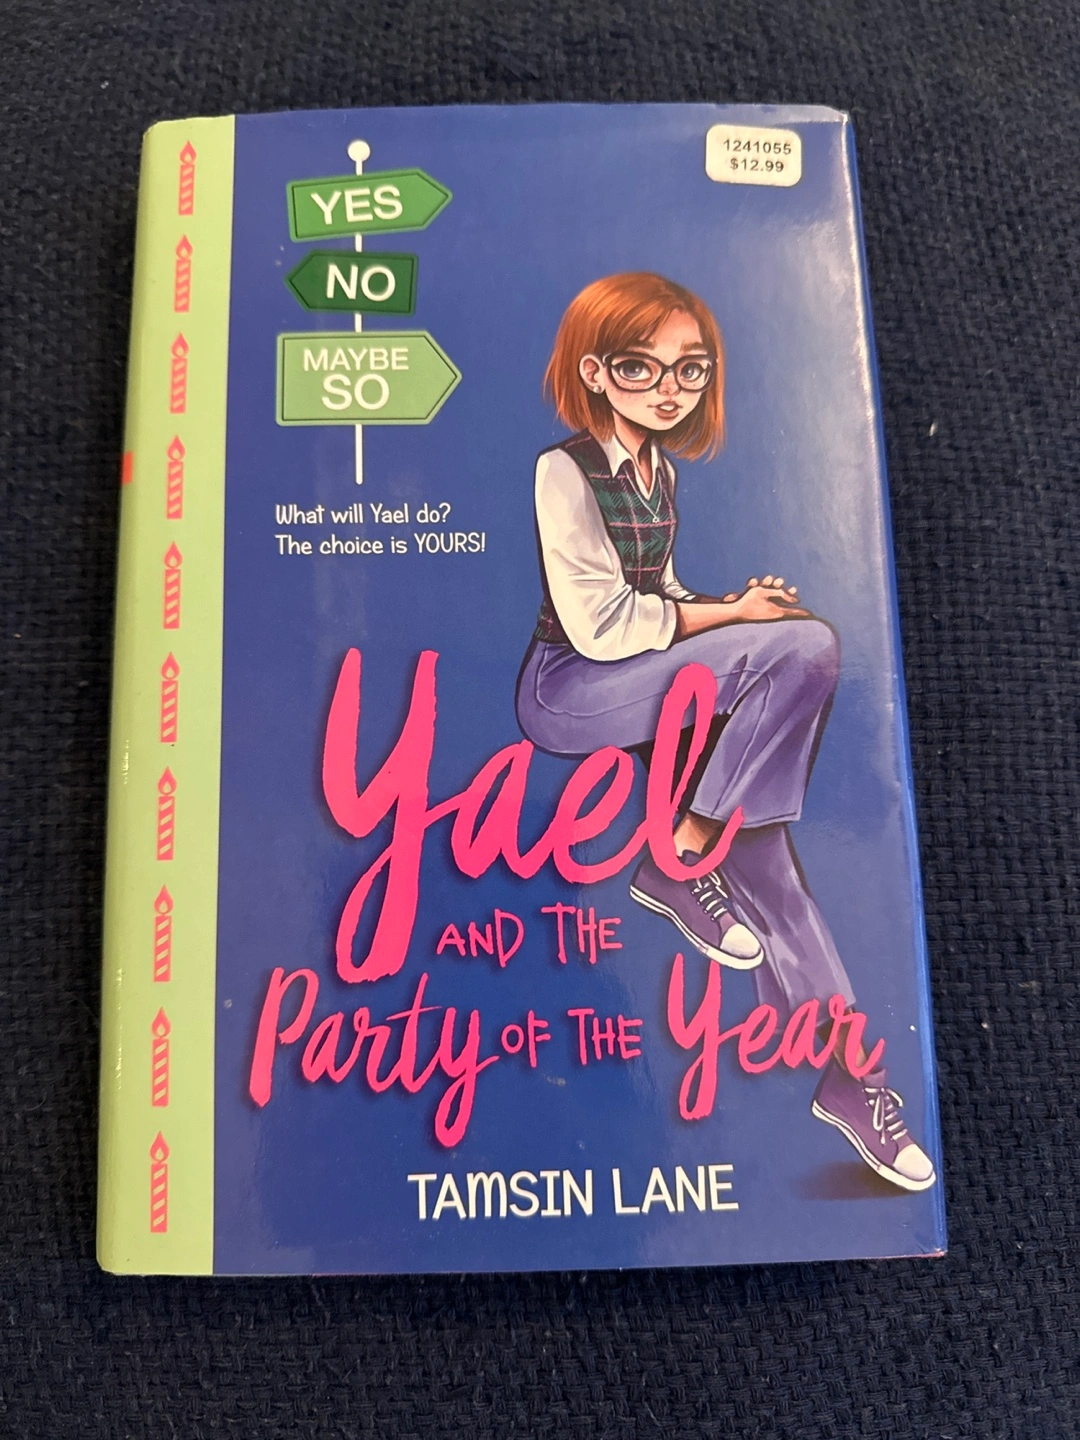 1241055
$12.99
YES
NO
MAYBE
SO
What will Yael do?
The choice is YOURS!
Yael
AND THE
Party OF THE Year
TAMSIN LANE